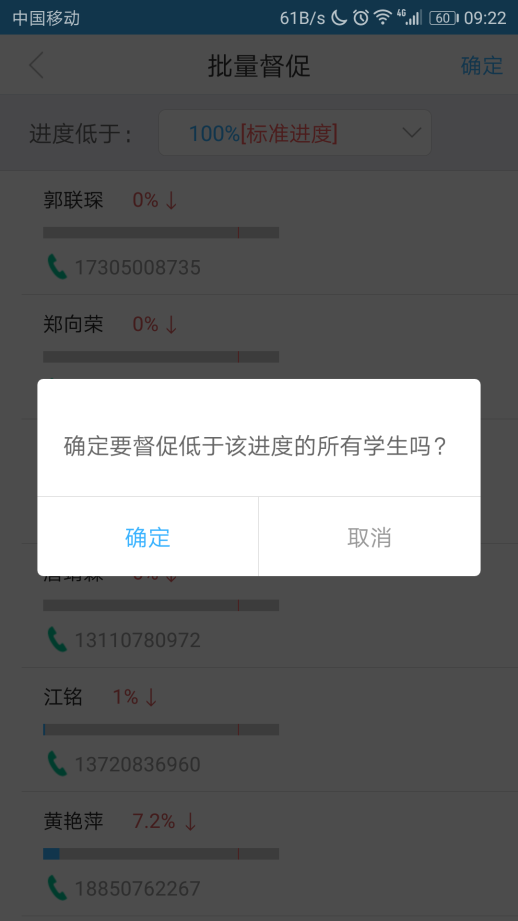 中国移动 61B/s 4G 60 09:22
批量督促 确定
进度低于： 100%[标准进度]
郭联琛 0% ↓
17305008735
郑向荣 0% ↓
确定要督促低于该进度的所有学生吗？
确定 取消
13110780972
江铭 1% ↓
13720836960
黄艳萍 7.2% ↓
18850762267